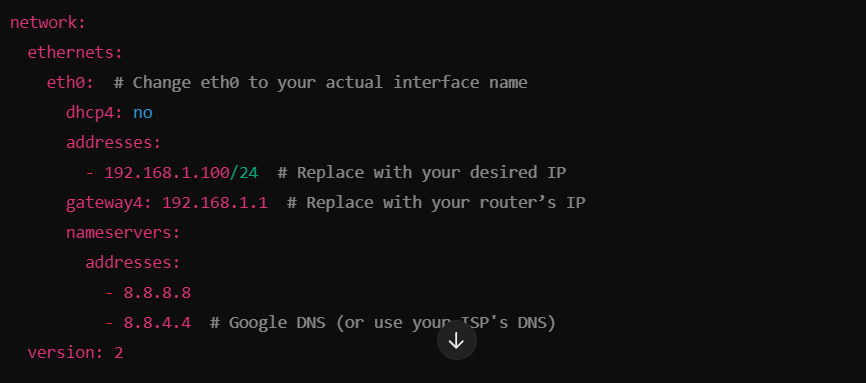 network:
  ethernets:
    eth0:  # Change eth0 to your actual interface name
      dhcp4: no
      addresses:
        - 192.168.1.100/24  # Replace with your desired IP
      gateway4: 192.168.1.1  # Replace with your router’s IP
      nameservers:
        addresses:
          - 8.8.8.8
          - 8.8.4.4  # Google DNS (or use your ISP's DNS)
  version: 2